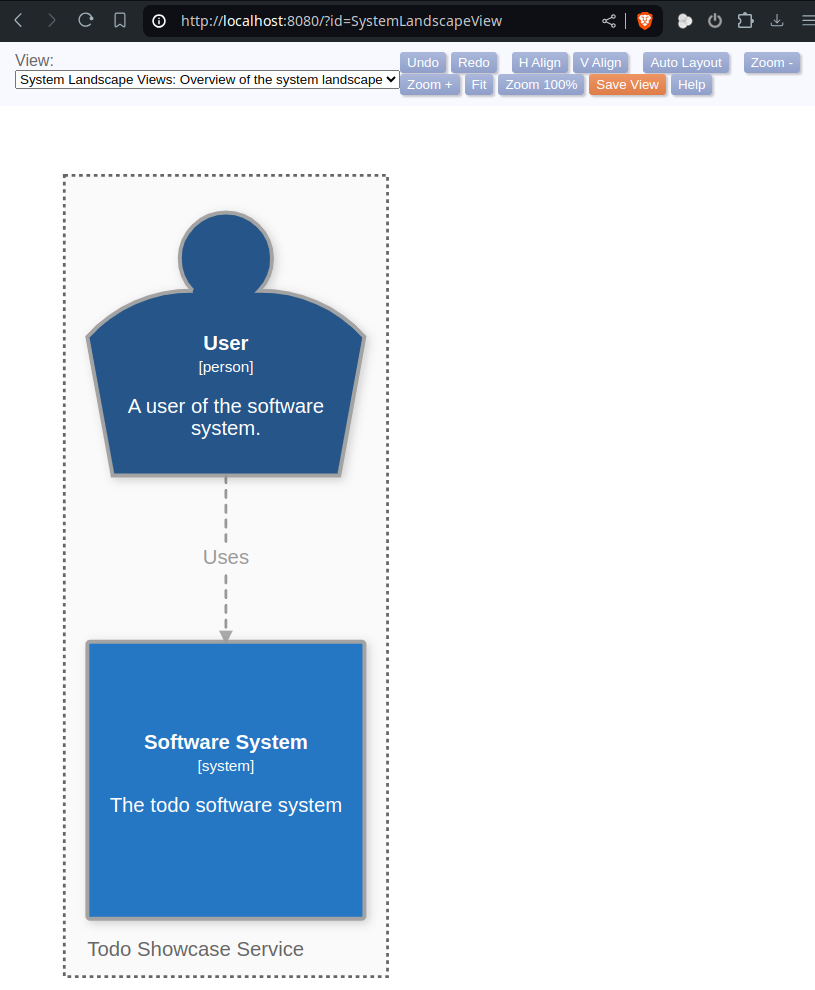 http://localhost:8080/?id=SystemLandscapeView
View:
System Landscape Views: Overview of the system landscape
Undo Redo H Align V Align Auto Layout Zoom -
Zoom + Fit Zoom 100% Save View Help
User
[person]
A user of the software
system.
Uses
Software System
[system]
The todo software system
Todo Showcase Service